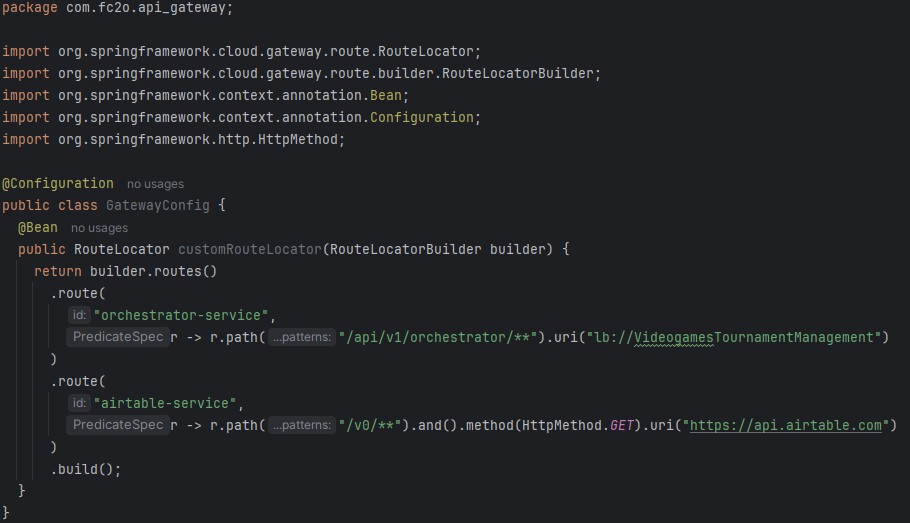 package com.fc2o.api_gateway;
import org.springframework.cloud.gateway.route.RouteLocator;
import org.springframework.cloud.gateway.route.builder.RouteLocatorBuilder;
import org.springframework.context.annotation.Bean;
import org.springframework.context.annotation.Configuration;
import org.springframework.http.HttpMethod;
@Configuration no usages
public class GatewayConfig {
@Bean no usages
public RouteLocator customRouteLocator(RouteLocatorBuilder builder) {
return builder.routes()
.route(
id: "orchestrator-service",
PredicateSpec r -> r.path( ...patterns: "/api/v1/orchestrator/**").uri("lb://VideogamesTournamentManagement")
)
.route(
id: "airtable-service",
PredicateSpec r -> r.path( ...patterns: "/v0/**").and().method(HttpMethod.GET).uri("https://api.airtable.com")
)
.build();
}
}